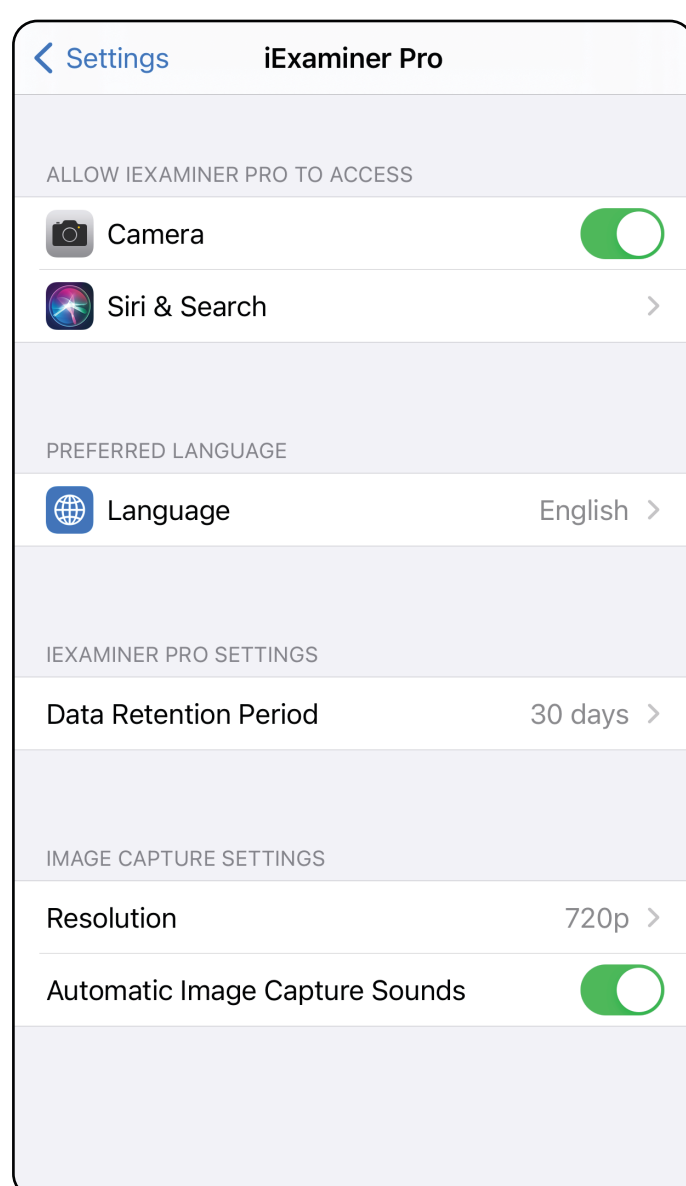 Settings iExaminer Pro
ALLOW IEXAMINER PRO TO ACCESS
Camera
Siri & Search
PREFERRED LANGUAGE
Language English
IEXAMINER PRO SETTINGS
Data Retention Period 30 days
IMAGE CAPTURE SETTINGS
Resolution 720p
Automatic Image Capture Sounds